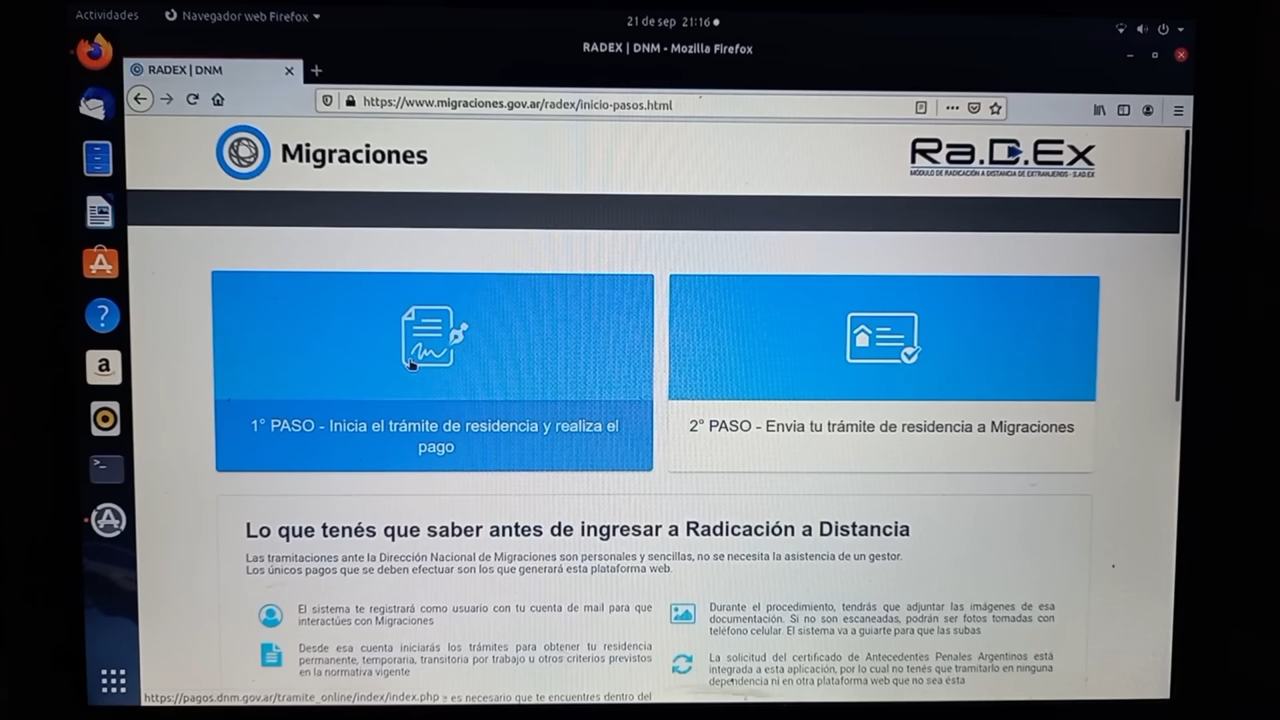 Actividades
Navegador web Firefox
21 de sep 21:16
RADEX | DNM - Mozilla Firefox
RADEX | DNM
https://www.migraciones.gov.ar/radex/inicio-pasos.html
Migraciones
Ra.D.Ex
MÓDULO DE RADICACIÓN A DISTANCIA DE EXTRANJEROS - S.AD.EX
1° PASO - Inicia el trámite de residencia y realiza el
pago
2° PASO - Envia tu trámite de residencia a Migraciones
Lo que tenés que saber antes de ingresar a Radicación a Distancia
Las tramitaciones ante la Dirección Nacional de Migraciones son personales y sencillas, no se necesita la asistencia de un gestor.
Los únicos pagos que se deben efectuar son los que generará esta plataforma web.
El sistema te registrará como usuario con tu cuenta de mail para que
interactúes con Migraciones
Desde esa cuenta iniciarás los trámites para obtener tu residencia
permanente, temporaria, transitoria por trabajo u otros criterios previstos
en la normativa vigente
Durante el procedimiento, tendrás que adjuntar las imágenes de esa
documentación. Si no son escaneadas, podrán ser fotos tomadas con
teléfono celular. El sistema va a guiarte para que las subas
La solicitud del certificado de Antecedentes Penales Argentinos está
integrada a esta aplicación, por lo cual no tenés que tramitarlo en ninguna
dependencia ni en otra plataforma web que no sea ésta
https://pagos.dnm.gov.ar/tramite_online/index/index.php
es necesario que te encuentres dentro del